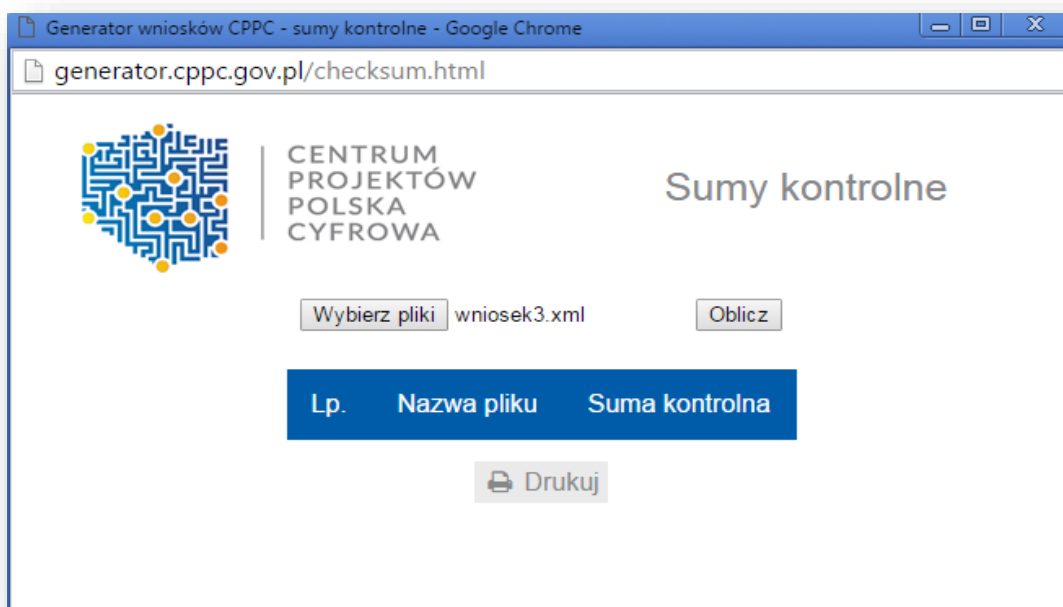 Generator wniosków CPPC - sumy kontrolne - Google Chrome
generator.cppc.gov.pl/checksum.html
CENTRUM
PROJEKTÓW
POLSKA
CYFROWA
Sumy kontrolne
Wybierz pliki wniosek3.xml Oblicz
Lp. Nazwa pliku Suma kontrolna
Drukuj